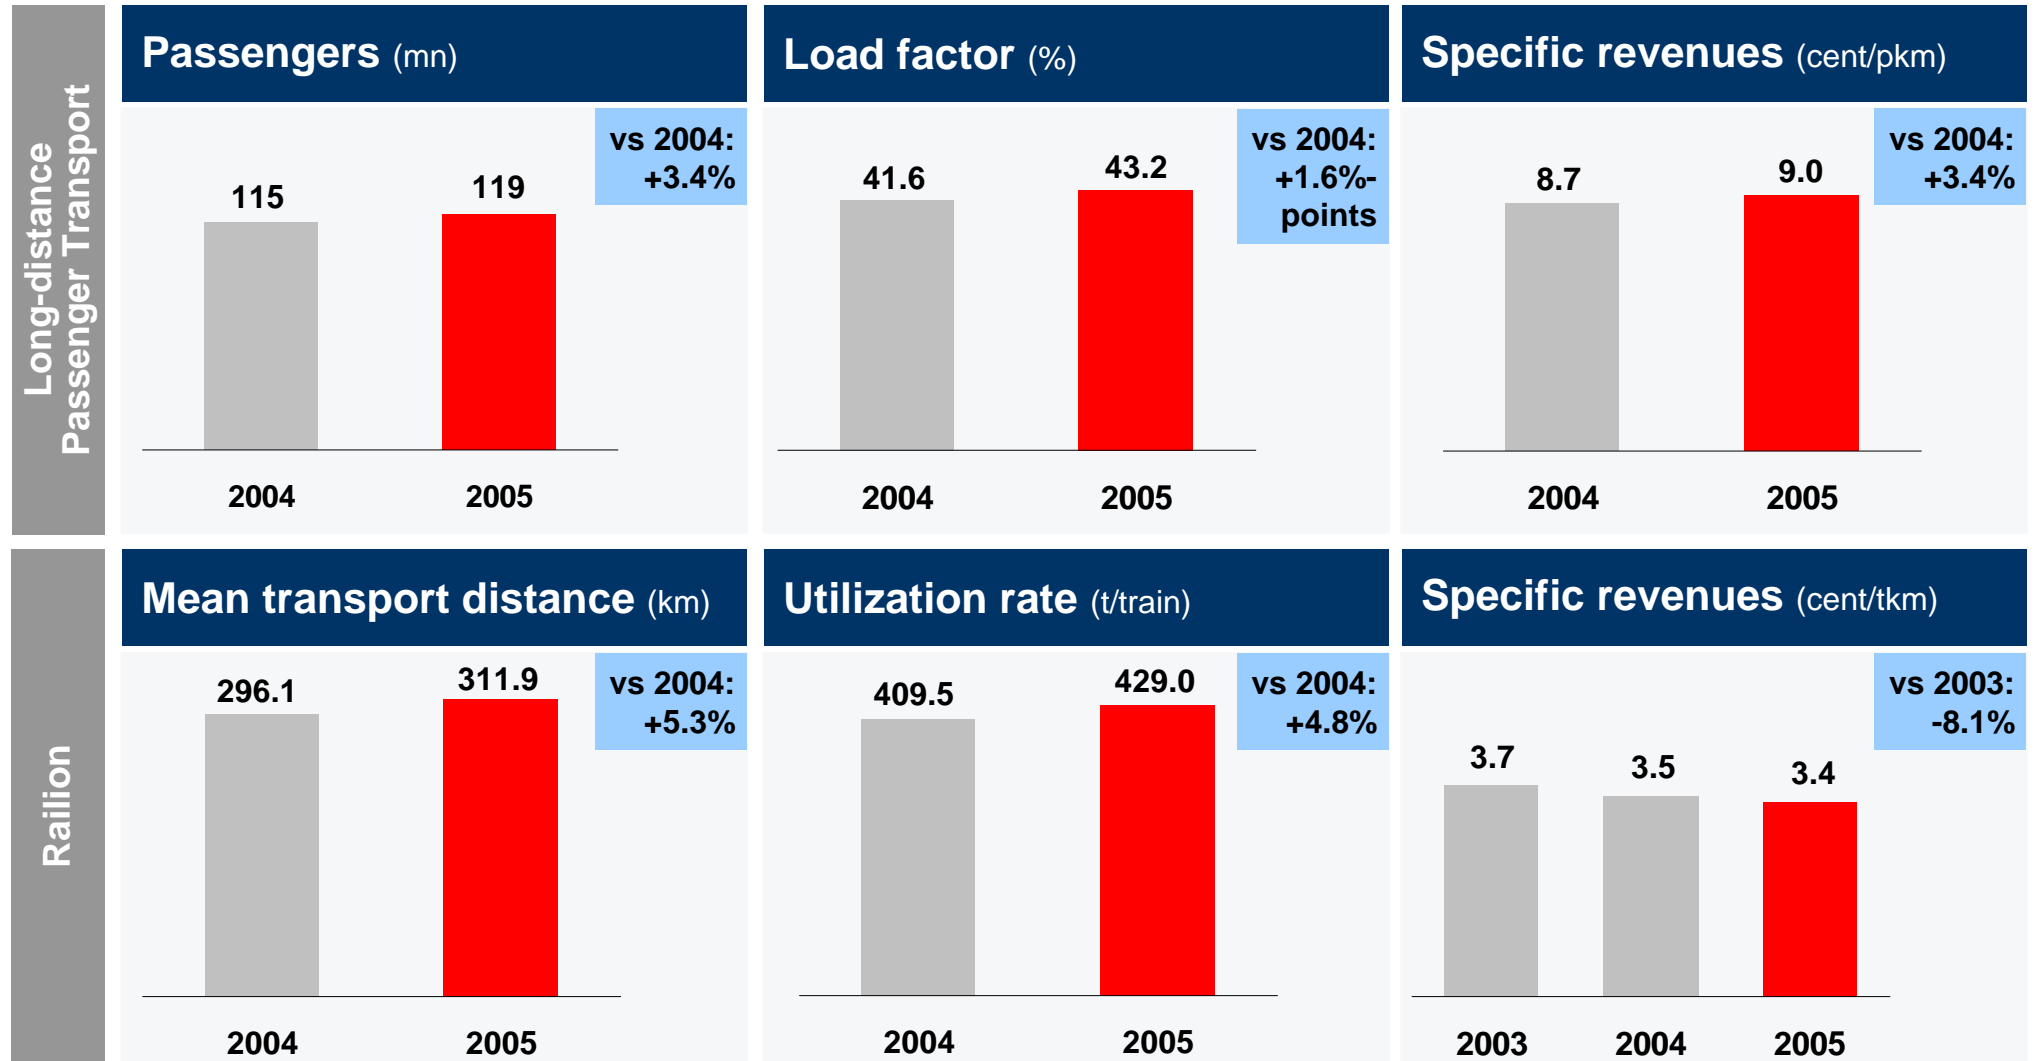 Long-distance
Passenger Transport
Passengers (mn)
vs 2004:
+3.4%
115
119
2004
2005
Load factor (%)
vs 2004:
+1.6%-
points
41.6
43.2
2004
2005
Specific revenues (cent/pkm)
vs 2004:
+3.4%
8.7
9.0
2004
2005
Railion
Mean transport distance (km)
vs 2004:
+5.3%
296.1
311.9
2004
2005
Utilization rate (t/train)
vs 2004:
+4.8%
409.5
429.0
2004
2005
Specific revenues (cent/tkm)
vs 2003:
-8.1%
3.7
3.5
3.4
2003
2004
2005